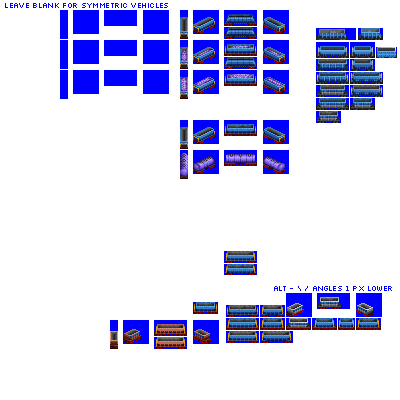 LEAVE BLANK FOR SYMMETRIC VEHICLES
ALT - \ / ANGLES 1 PX LOWER